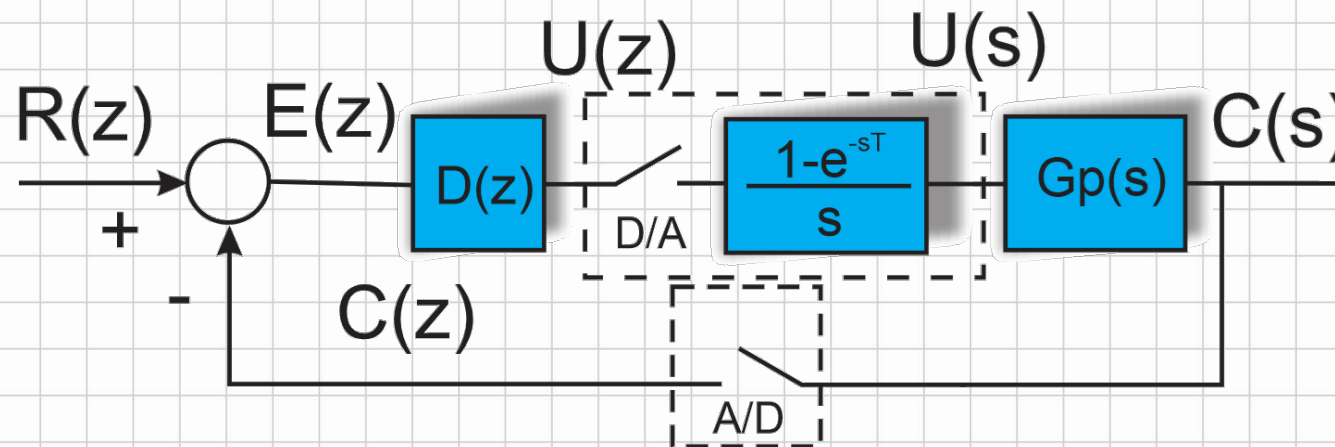 U(z)
U(s)
R(z)
E(z)
C(s)
D(z)
1-e^-sT
s
Gp(s)
+
D/A
-
C(z)
A/D